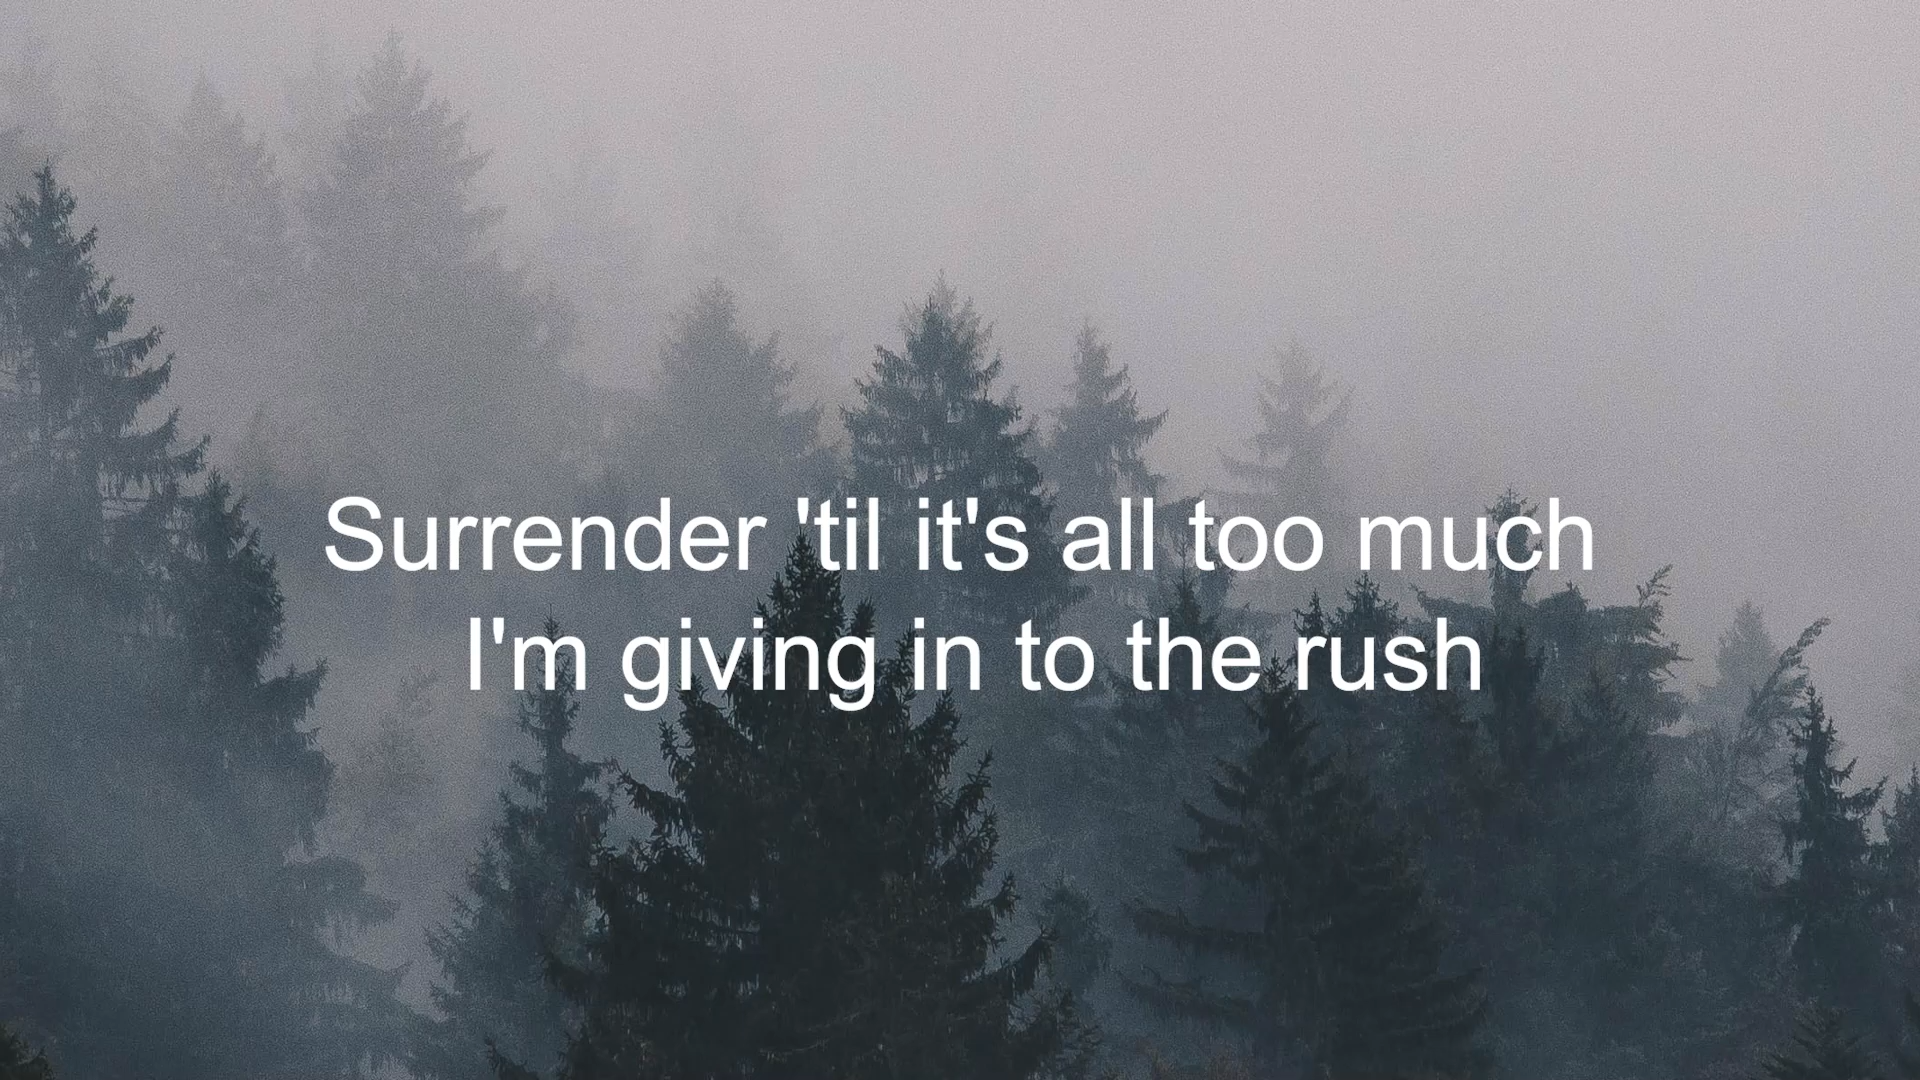 Surrender 'til it's all too much
I'm giving in to the rush